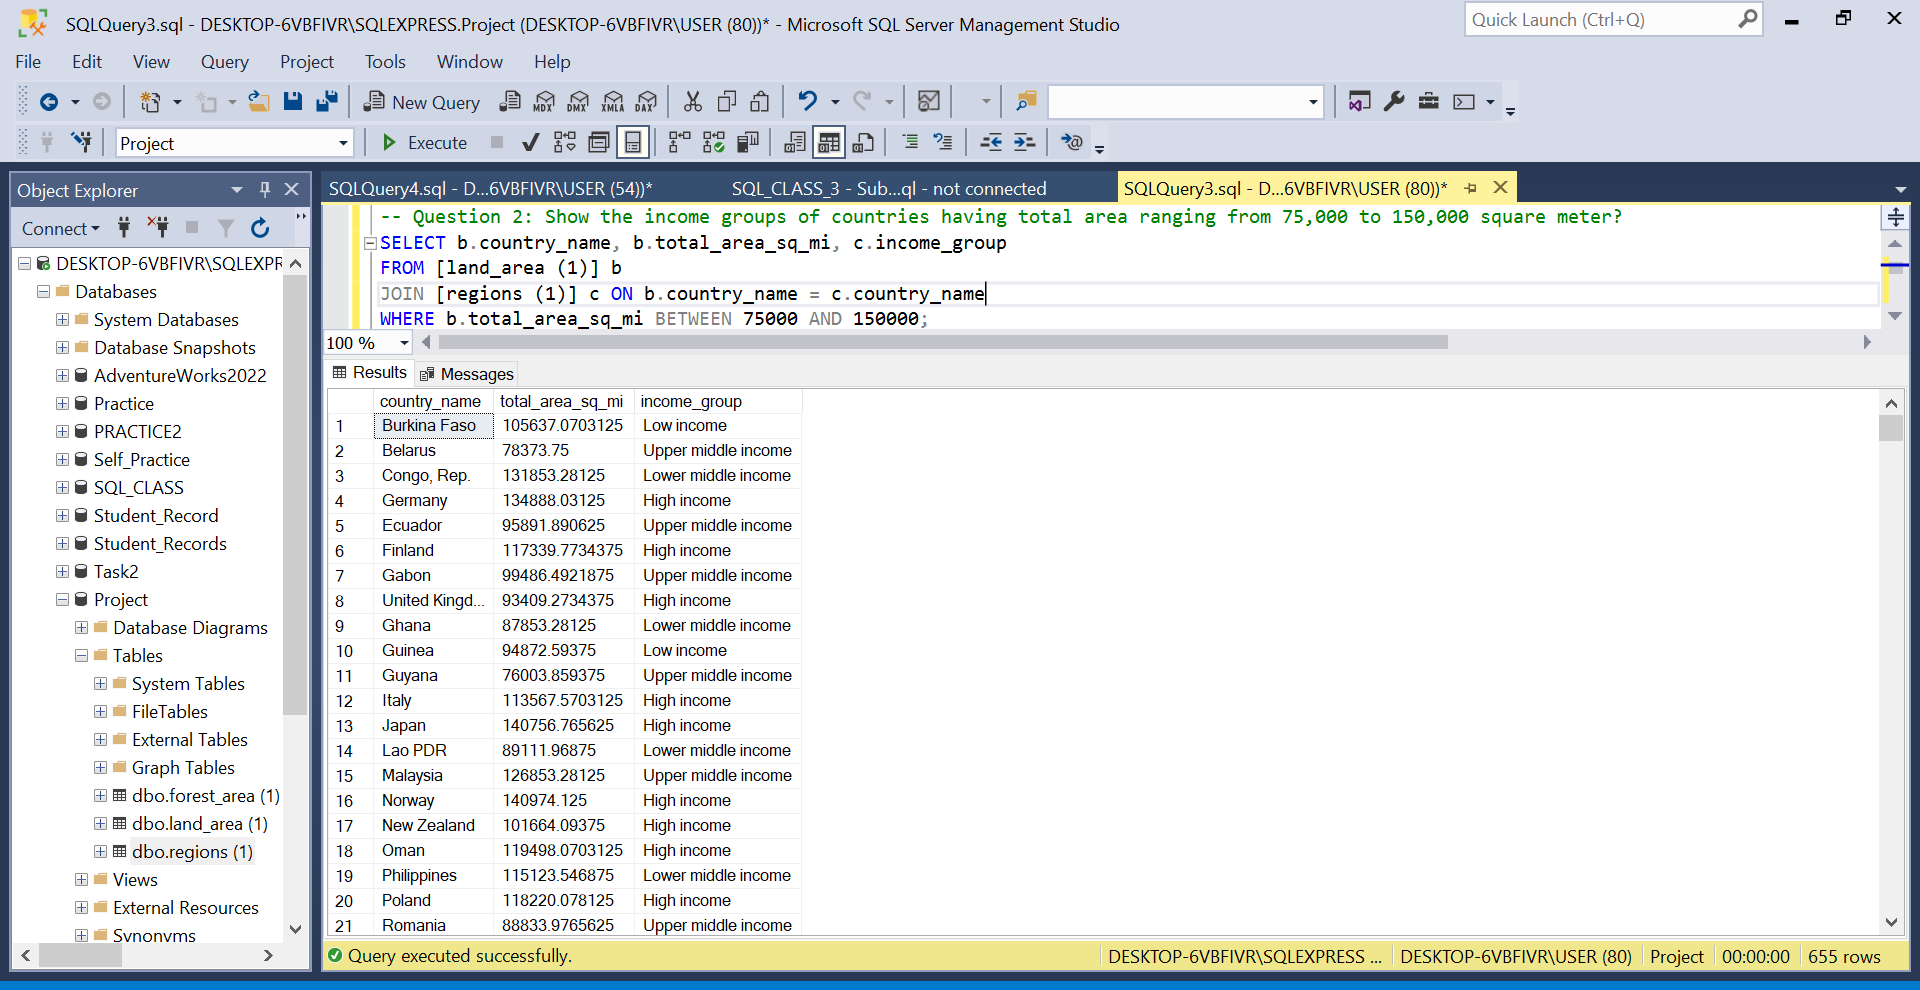 SQLQuery3.sql - DESKTOP-6VBFIVR\SQLEXPRESS.Project (DESKTOP-6VBFIVR\USER (80))* - Microsoft SQL Server Management Studio
Quick Launch (Ctrl+Q)
File Edit View Query Project Tools Window Help
New Query MDX DMX XMLA DAX
Project Execute
Object Explorer
SQLQuery4.sql - D...6VBFIVR\USER (54))* SQL_CLASS_3 - Sub...ql - not connected SQLQuery3.sql - D...6VBFIVR\USER (80))*
Connect
DESKTOP-6VBFIVR\SQLEXPR
Databases
System Databases
Database Snapshots
AdventureWorks2022
Practice
PRACTICE2
Self_Practice
SQL_CLASS
Student_Record
Student_Records
Task2
Project
Database Diagrams
Tables
System Tables
FileTables
External Tables
Graph Tables
dbo.forest_area (1)
dbo.land_area (1)
dbo.regions (1)
Views
External Resources
Synonyms
-- Question 2: Show the income groups of countries having total area ranging from 75,000 to 150,000 square meter?
SELECT b.country_name, b.total_area_sq_mi, c.income_group
FROM [land_area (1)] b
JOIN [regions (1)] c ON b.country_name = c.country_name
WHERE b.total_area_sq_mi BETWEEN 75000 AND 150000;
100 %
Results Messages
country_name total_area_sq_mi income_group
1 Burkina Faso 105637.0703125 Low income
2 Belarus 78373.75 Upper middle income
3 Congo, Rep. 131853.28125 Lower middle income
4 Germany 134888.03125 High income
5 Ecuador 95891.890625 Upper middle income
6 Finland 117339.7734375 High income
7 Gabon 99486.4921875 Upper middle income
8 United Kingd... 93409.2734375 High income
9 Ghana 87853.28125 Lower middle income
10 Guinea 94872.59375 Low income
11 Guyana 76003.859375 Upper middle income
12 Italy 113567.5703125 High income
13 Japan 140756.765625 High income
14 Lao PDR 89111.96875 Lower middle income
15 Malaysia 126853.28125 Upper middle income
16 Norway 140974.125 High income
17 New Zealand 101664.09375 High income
18 Oman 119498.0703125 High income
19 Philippines 115123.546875 Lower middle income
20 Poland 118220.078125 High income
21 Romania 88833.9765625 Upper middle income
Query executed successfully. DESKTOP-6VBFIVR\SQLEXPRESS ... DESKTOP-6VBFIVR\USER (80) Project 00:00:00 655 rows